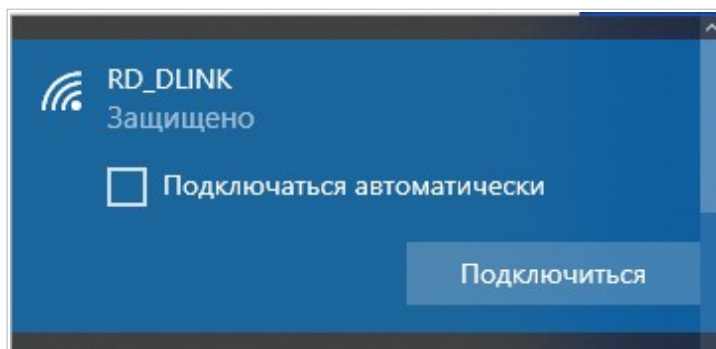 RD_DLINK
Защищено
Подключаться автоматически
Подключиться